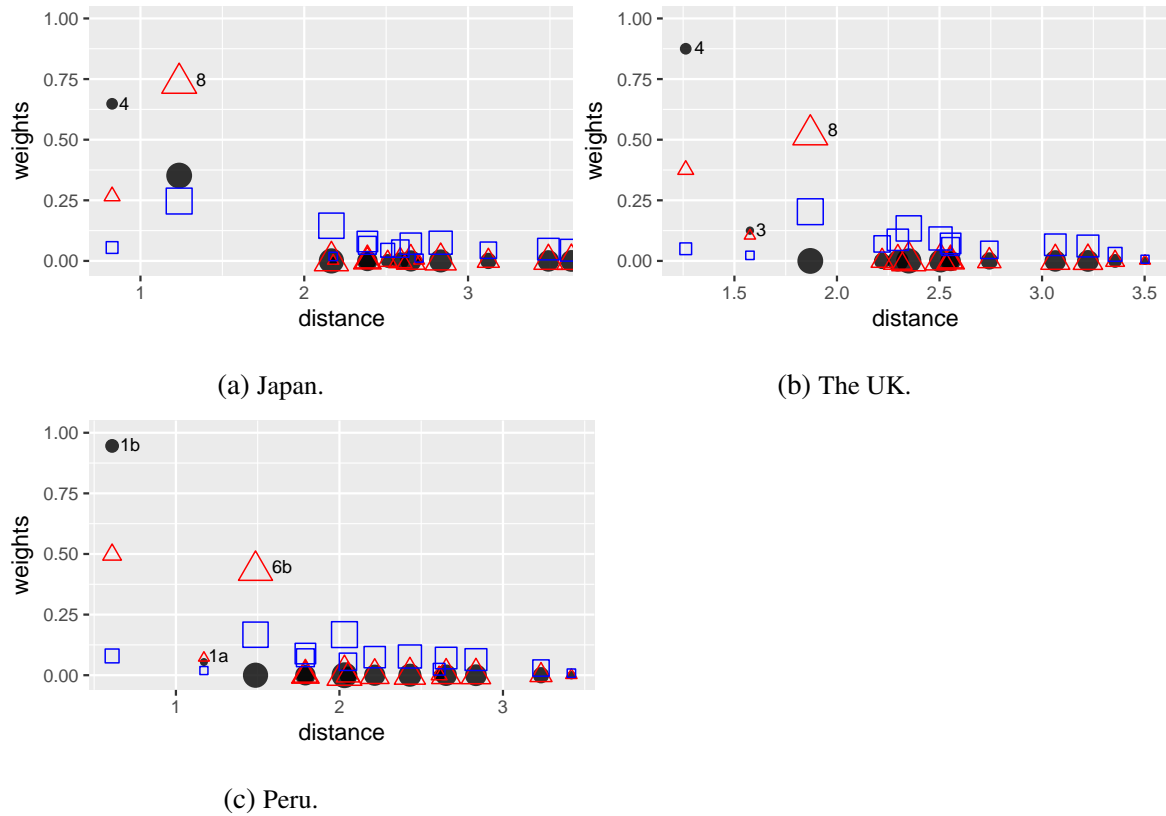 1.00
0.75
0.50
0.25
0.00
weights
4
8
1
2
3
distance
(a) Japan.
1.00
0.75
0.50
0.25
0.00
weights
4
3
8
1.5
2.0
2.5
3.0
3.5
distance
(b) The UK.
1.00
0.75
0.50
0.25
0.00
weights
1b
6b
1a
1
2
3
distance
(c) Peru.